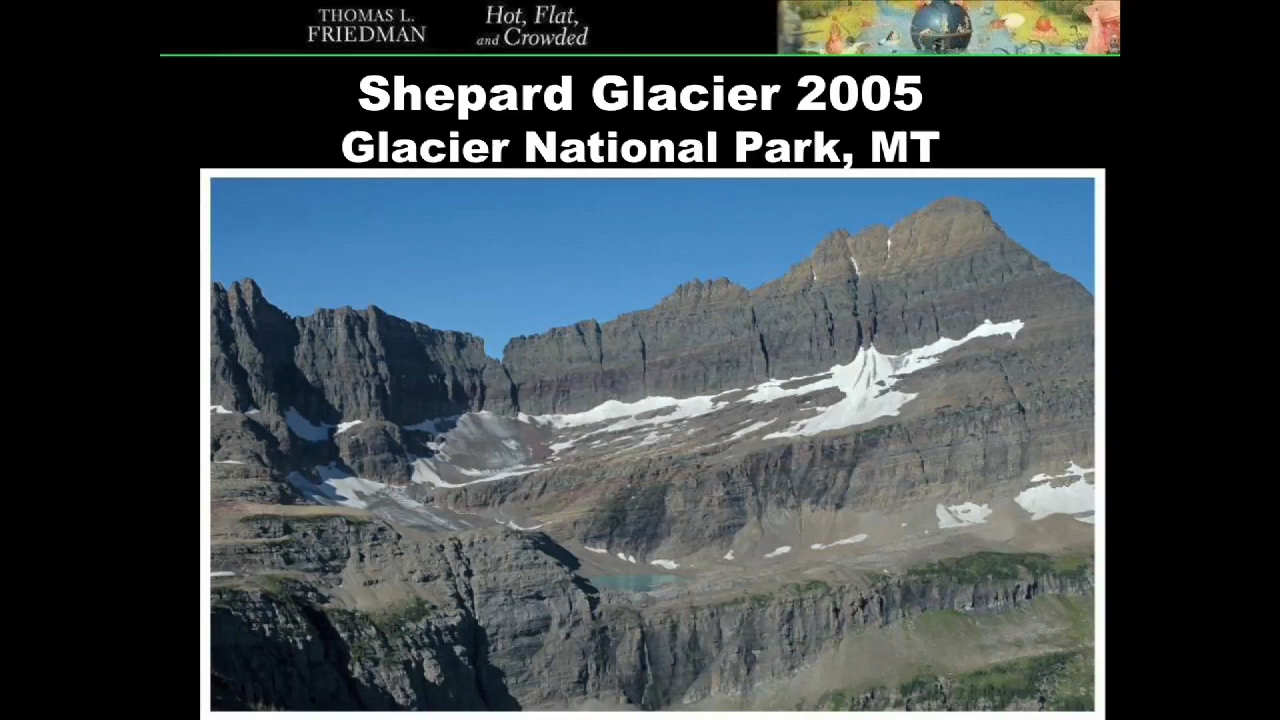 THOMAS L.
FRIEDMAN
Hot, Flat,
and Crowded
Shepard Glacier 2005
Glacier National Park, MT